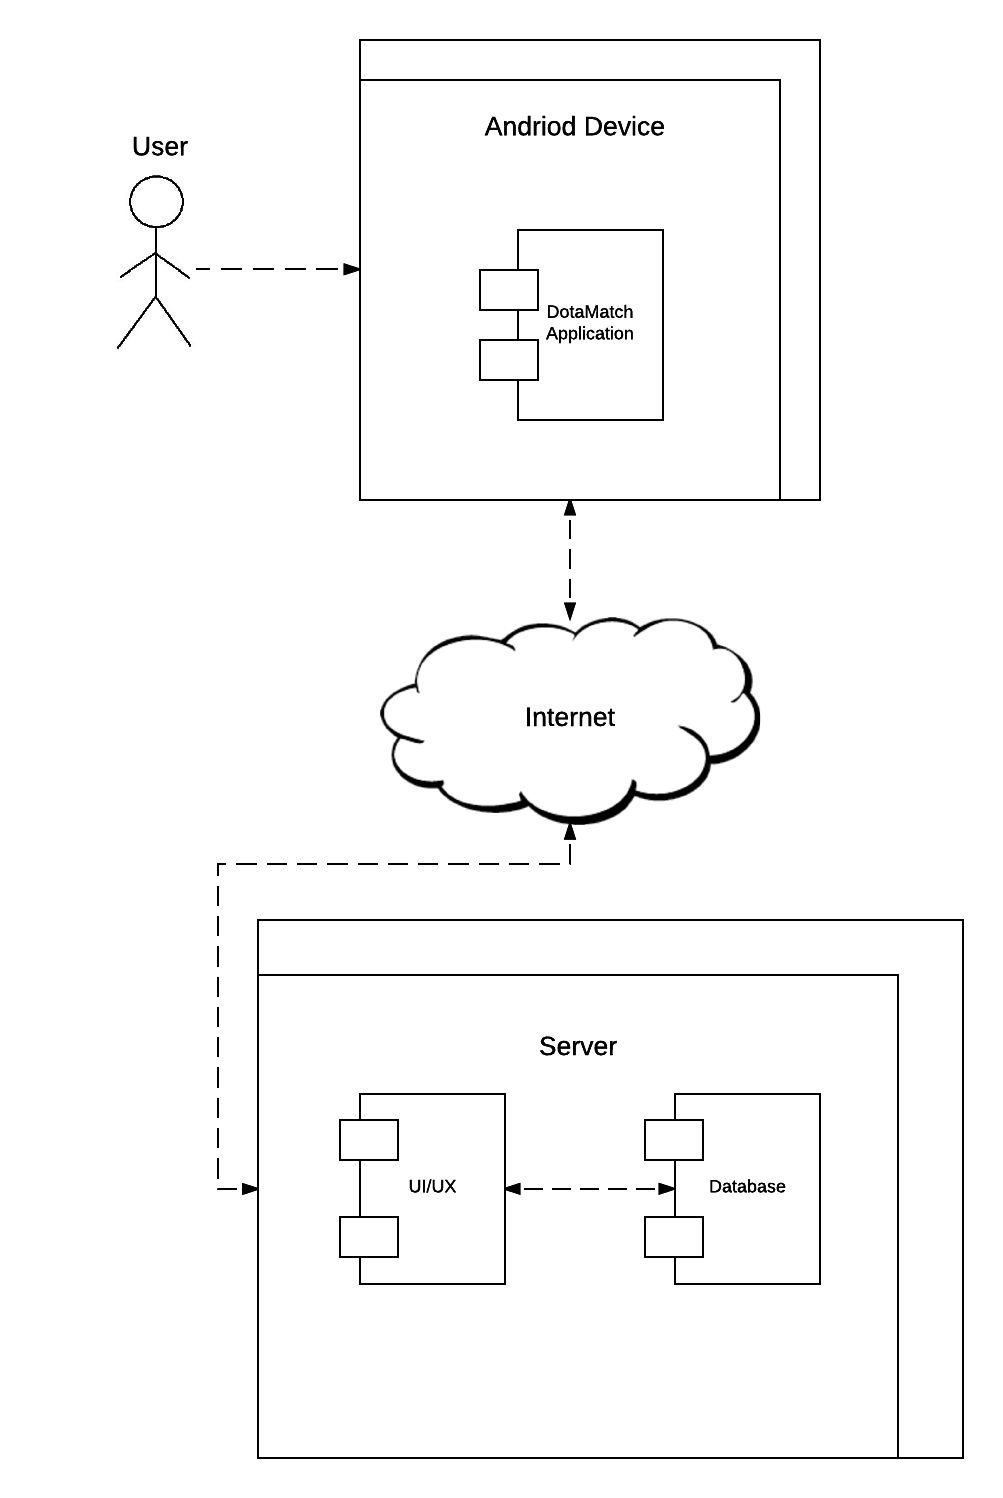 User
Andriod Device
DotaMatch
Application
Internet
Server
UI/UX
Database